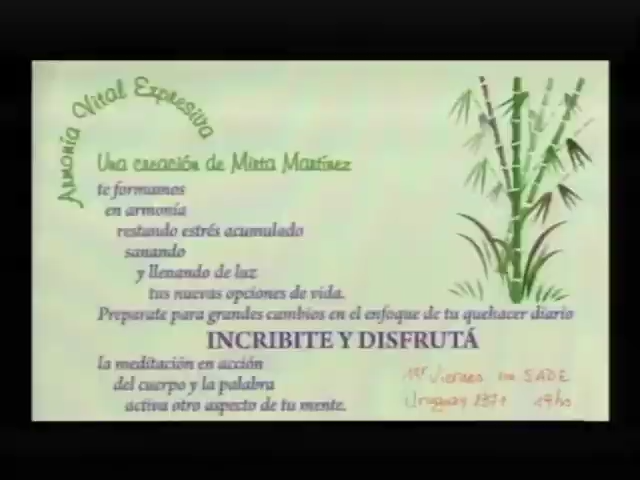 Armonía Vital Expresiva
Una creación de Mirta Martínez
te formamos
en armonía
restando estrés acumulado
sanando
y llenando de luz
tus nuevas opciones de vida.
Preparate para grandes cambios en el enfoque de tu quehacer diario
INCRIBITE Y DISFRUTÁ
la meditación en acción
del cuerpo y la palabra
activa otro aspecto de tu mente.
1er Viernes en SADE
Uruguay 1371 19hs